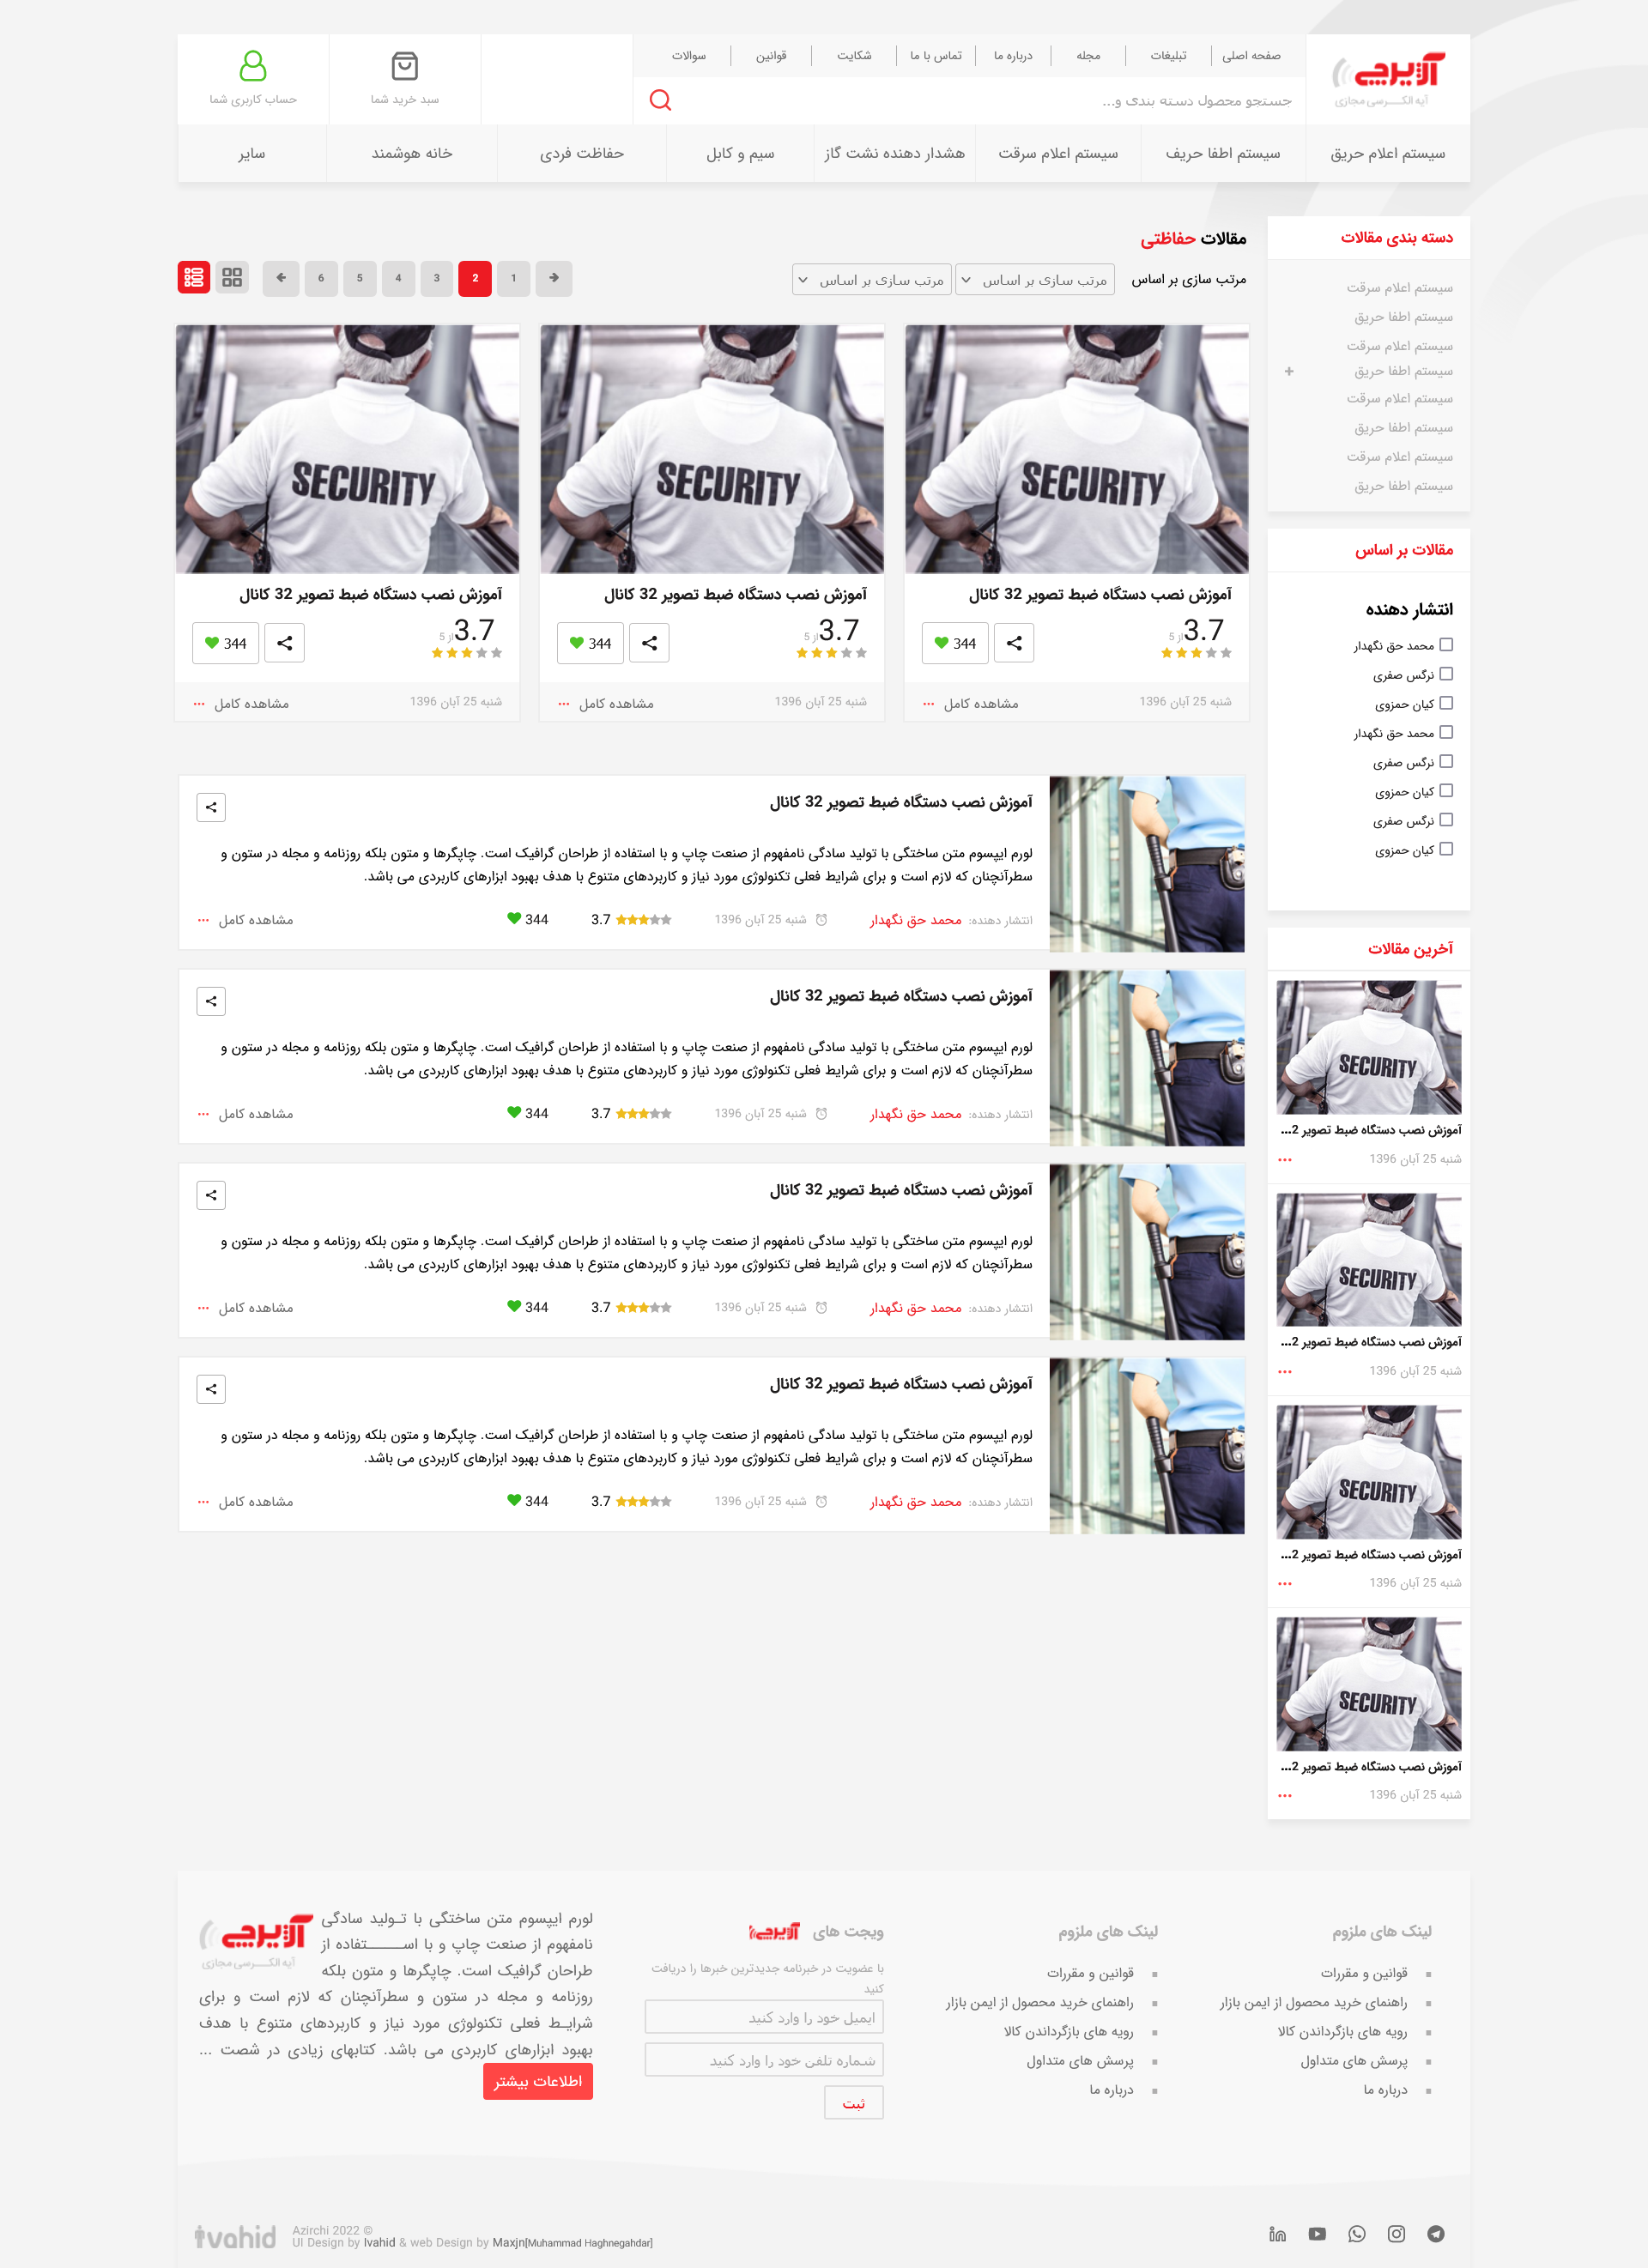 آژیرچی
آیه الکـــرسی مجازی
صفحه اصلی
تبلیغات
مجله
درباره ما
تماس با ما
شکایت
قوانین
سوالات
جستجو محصول دسته بندی و...
سبد خرید شما
حساب کاربری شما
سیستم اعلام حریق
سیستم اطفا حریف
سیستم اعلام سرقت
هشدار دهنده نشت گاز
سیم و کابل
حفاظت فردی
خانه هوشمند
سایر
دسته بندی مقالات
سیستم اعلام سرقت
سیستم اطفا حریق
سیستم اعلام سرقت
سیستم اطفا حریق +
سیستم اعلام سرقت
سیستم اطفا حریق
سیستم اعلام سرقت
سیستم اطفا حریق
مقالات بر اساس
انتشار دهنده
محمد حق نگهدار
نرگس صفری
کیان حمزوی
محمد حق نگهدار
نرگس صفری
کیان حمزوی
نرگس صفری
کیان حمزوی
آخرین مقالات
SECURITY
آموزش نصب دستگاه ضبط تصویر 2...
شنبه 25 آبان 1396
SECURITY
آموزش نصب دستگاه ضبط تصویر 2...
شنبه 25 آبان 1396
SECURITY
آموزش نصب دستگاه ضبط تصویر 2...
شنبه 25 آبان 1396
SECURITY
آموزش نصب دستگاه ضبط تصویر 2...
شنبه 25 آبان 1396
مقالات حفاظتی
مرتب سازی بر اساس
مرتب سازی بر اساس
مرتب سازی بر اساس
1
2
3
4
5
6
SECURITY
آموزش نصب دستگاه ضبط تصویر 32 کانال
3.7 از 5
344
شنبه 25 آبان 1396
مشاهده کامل
SECURITY
آموزش نصب دستگاه ضبط تصویر 32 کانال
3.7 از 5
344
شنبه 25 آبان 1396
مشاهده کامل
SECURITY
آموزش نصب دستگاه ضبط تصویر 32 کانال
3.7 از 5
344
شنبه 25 آبان 1396
مشاهده کامل
آموزش نصب دستگاه ضبط تصویر 32 کانال
لورم ایپسوم متن ساختگی با تولید سادگی نامفهوم از صنعت چاپ و با استفاده از طراحان گرافیک است. چاپگرها و متون بلکه روزنامه و مجله در ستون و
سطرآنچنان که لازم است و برای شرایط فعلی تکنولوژی مورد نیاز و کاربردهای متنوع با هدف بهبود ابزارهای کاربردی می باشد.
انتشار دهنده: محمد حق نگهدار شنبه 25 آبان 1396 3.7 344 مشاهده کامل
آموزش نصب دستگاه ضبط تصویر 32 کانال
لورم ایپسوم متن ساختگی با تولید سادگی نامفهوم از صنعت چاپ و با استفاده از طراحان گرافیک است. چاپگرها و متون بلکه روزنامه و مجله در ستون و
سطرآنچنان که لازم است و برای شرایط فعلی تکنولوژی مورد نیاز و کاربردهای متنوع با هدف بهبود ابزارهای کاربردی می باشد.
انتشار دهنده: محمد حق نگهدار شنبه 25 آبان 1396 3.7 344 مشاهده کامل
آموزش نصب دستگاه ضبط تصویر 32 کانال
لورم ایپسوم متن ساختگی با تولید سادگی نامفهوم از صنعت چاپ و با استفاده از طراحان گرافیک است. چاپگرها و متون بلکه روزنامه و مجله در ستون و
سطرآنچنان که لازم است و برای شرایط فعلی تکنولوژی مورد نیاز و کاربردهای متنوع با هدف بهبود ابزارهای کاربردی می باشد.
انتشار دهنده: محمد حق نگهدار شنبه 25 آبان 1396 3.7 344 مشاهده کامل
آموزش نصب دستگاه ضبط تصویر 32 کانال
لورم ایپسوم متن ساختگی با تولید سادگی نامفهوم از صنعت چاپ و با استفاده از طراحان گرافیک است. چاپگرها و متون بلکه روزنامه و مجله در ستون و
سطرآنچنان که لازم است و برای شرایط فعلی تکنولوژی مورد نیاز و کاربردهای متنوع با هدف بهبود ابزارهای کاربردی می باشد.
انتشار دهنده: محمد حق نگهدار شنبه 25 آبان 1396 3.7 344 مشاهده کامل
لینک های ملزوم
قوانین و مقررات
راهنمای خرید محصول از ایمن بازار
رویه های بازگرداندن کالا
پرسش های متداول
درباره ما
لینک های ملزوم
قوانین و مقررات
راهنمای خرید محصول از ایمن بازار
رویه های بازگرداندن کالا
پرسش های متداول
درباره ما
ویجت های آژیرچی
با عضویت در خبرنامه جدیدترین خبرها را دریافت
کنید
ایمیل خود را وارد کنید
شماره تلفن خود را وارد کنید
ثبت
آژیرچی
آیه الکـــرسی مجازی
لورم ایپسوم متن ساختگی با تـولید سادگی
نامفهوم از صنعت چاپ و با اســــــتفاده از
طراحان گرافیک است. چاپگرها و متون بلکه
روزنامه و مجله در ستون و سطرآنچنان که لازم است و برای
شرایـط فعلی تکنولوژی مورد نیاز و کاربردهای متنوع با هدف
بهبود ابزارهای کاربردی می باشد. کتابهای زیادی در شصت ...
اطلاعات بیشتر
ivahid
Azirchi 2022 ©
UI Design by Ivahid & web Design by Maxjn[Muhammad Haghnegahdar]